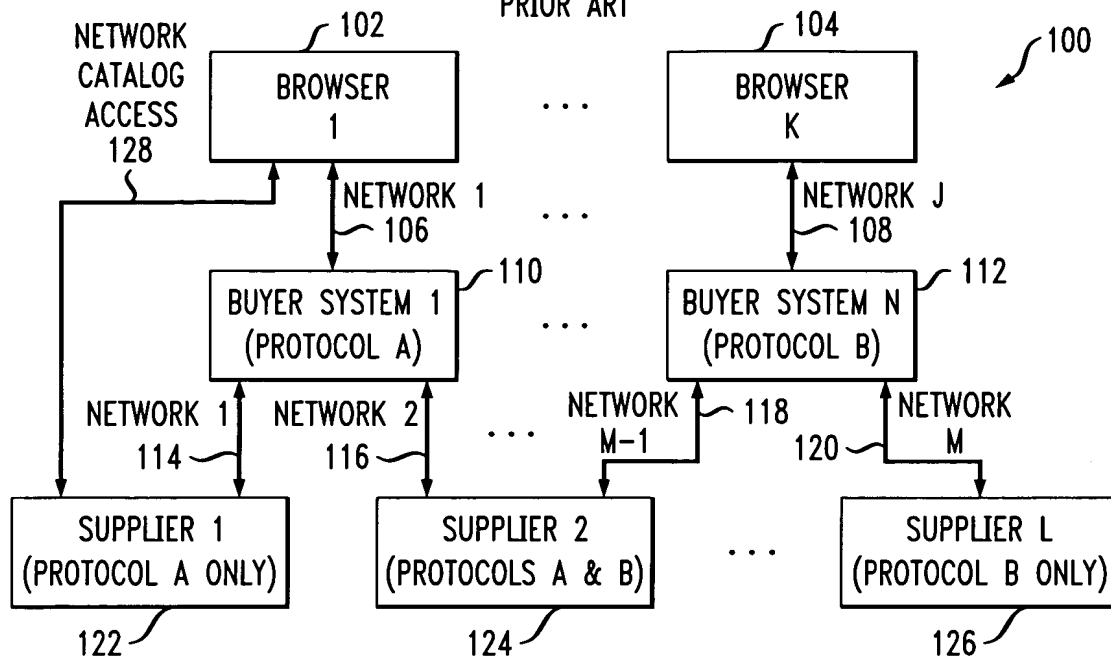 PRIOR ART
NETWORK
CATALOG
ACCESS
128
102
BROWSER
1
. . .
104
BROWSER
K
100
NETWORK 1
106
. . .
NETWORK J
108
110
BUYER SYSTEM 1
(PROTOCOL A)
. . .
112
BUYER SYSTEM N
(PROTOCOL B)
NETWORK 1
114
NETWORK 2
116
. . .
NETWORK
M-1
118
120
NETWORK
M
SUPPLIER 1
(PROTOCOL A ONLY)
122
SUPPLIER 2
(PROTOCOLS A & B)
124
. . .
SUPPLIER L
(PROTOCOL B ONLY)
126